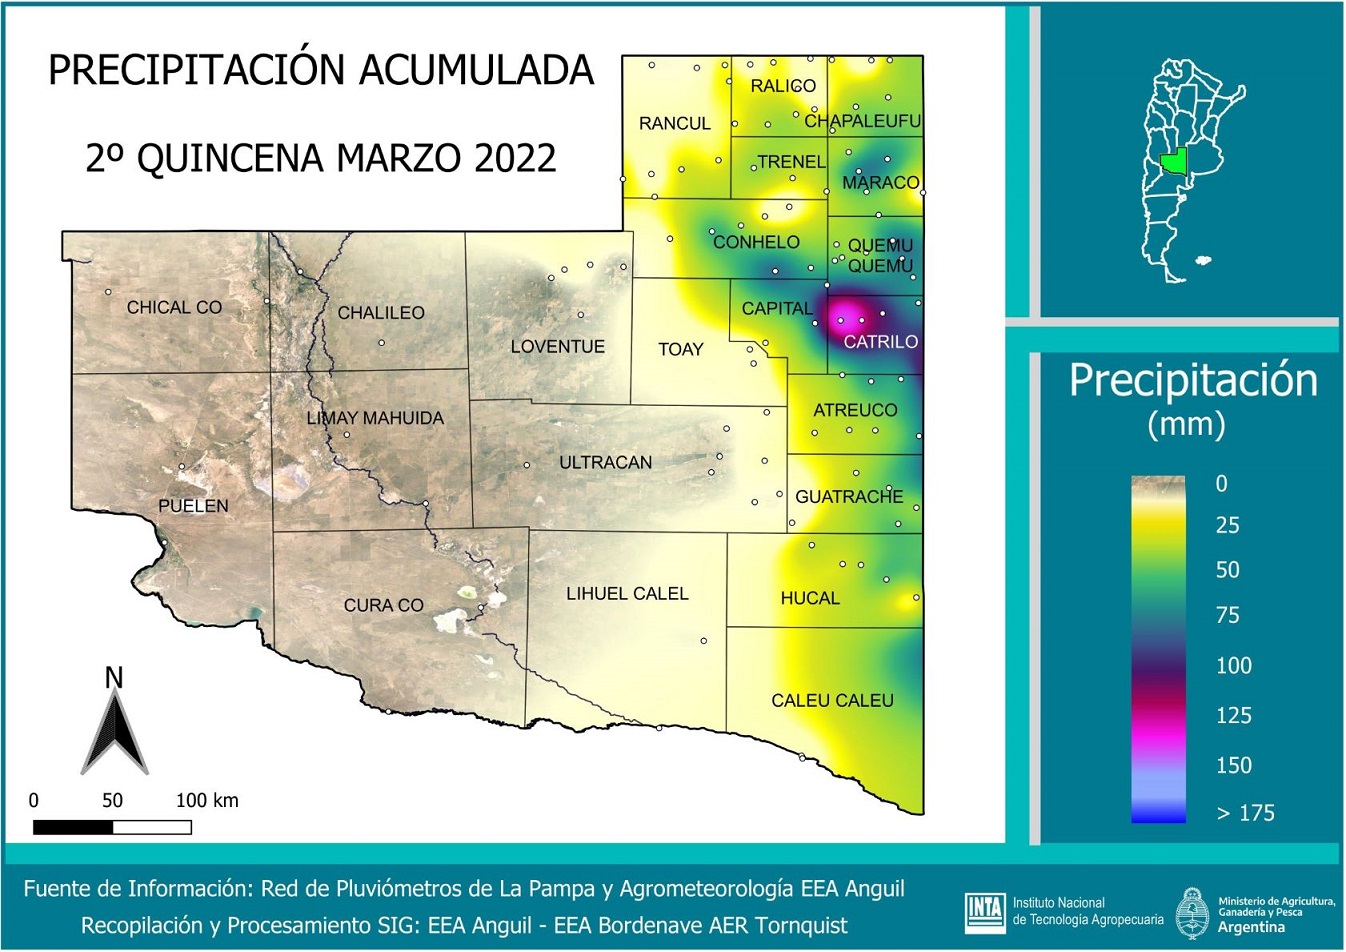 PRECIPITACIÓN ACUMULADA
2º QUINCENA MARZO 2022
RALICO
RANCUL
CHAPALEUFU
TRENEL
MARACO
CONHELO
QUEMU
QUEMU
CHICAL CO
CHALILEO
CAPITAL
LOVENTUE
TOAY
CATRILO
LIMAY MAHUIDA
ATREUCO
ULTRACAN
PUELEN
GUATRACHE
CURA CO
LIHUEL CALEL
HUCAL
CALEU CALEU
N
0 50 100 km
Precipitación
(mm)
0
25
50
75
100
125
150
> 175
Fuente de Información: Red de Pluviómetros de La Pampa y Agrometeorología EEA Anguil
Recopilación y Procesamiento SIG: EEA Anguil - EEA Bordenave AER Tornquist
INTA
Instituto Nacional
de Tecnología Agropecuaria
Ministerio de Agricultura,
Ganadería y Pesca
Argentina